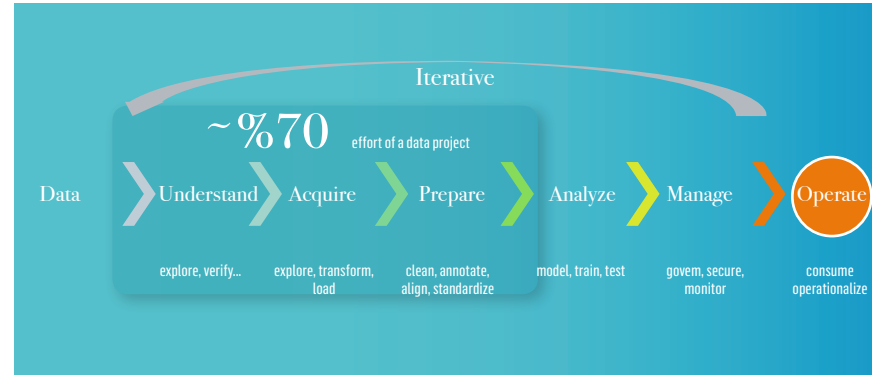 Iterative
~%70 effort of a data project
Data
Understand
Acquire
Prepare
Analyze
Manage
Operate
explore, verify...
explore, transform,
load
clean, annotate,
align, standardize
model, train, test
govem, secure,
monitor
consume
operationalize